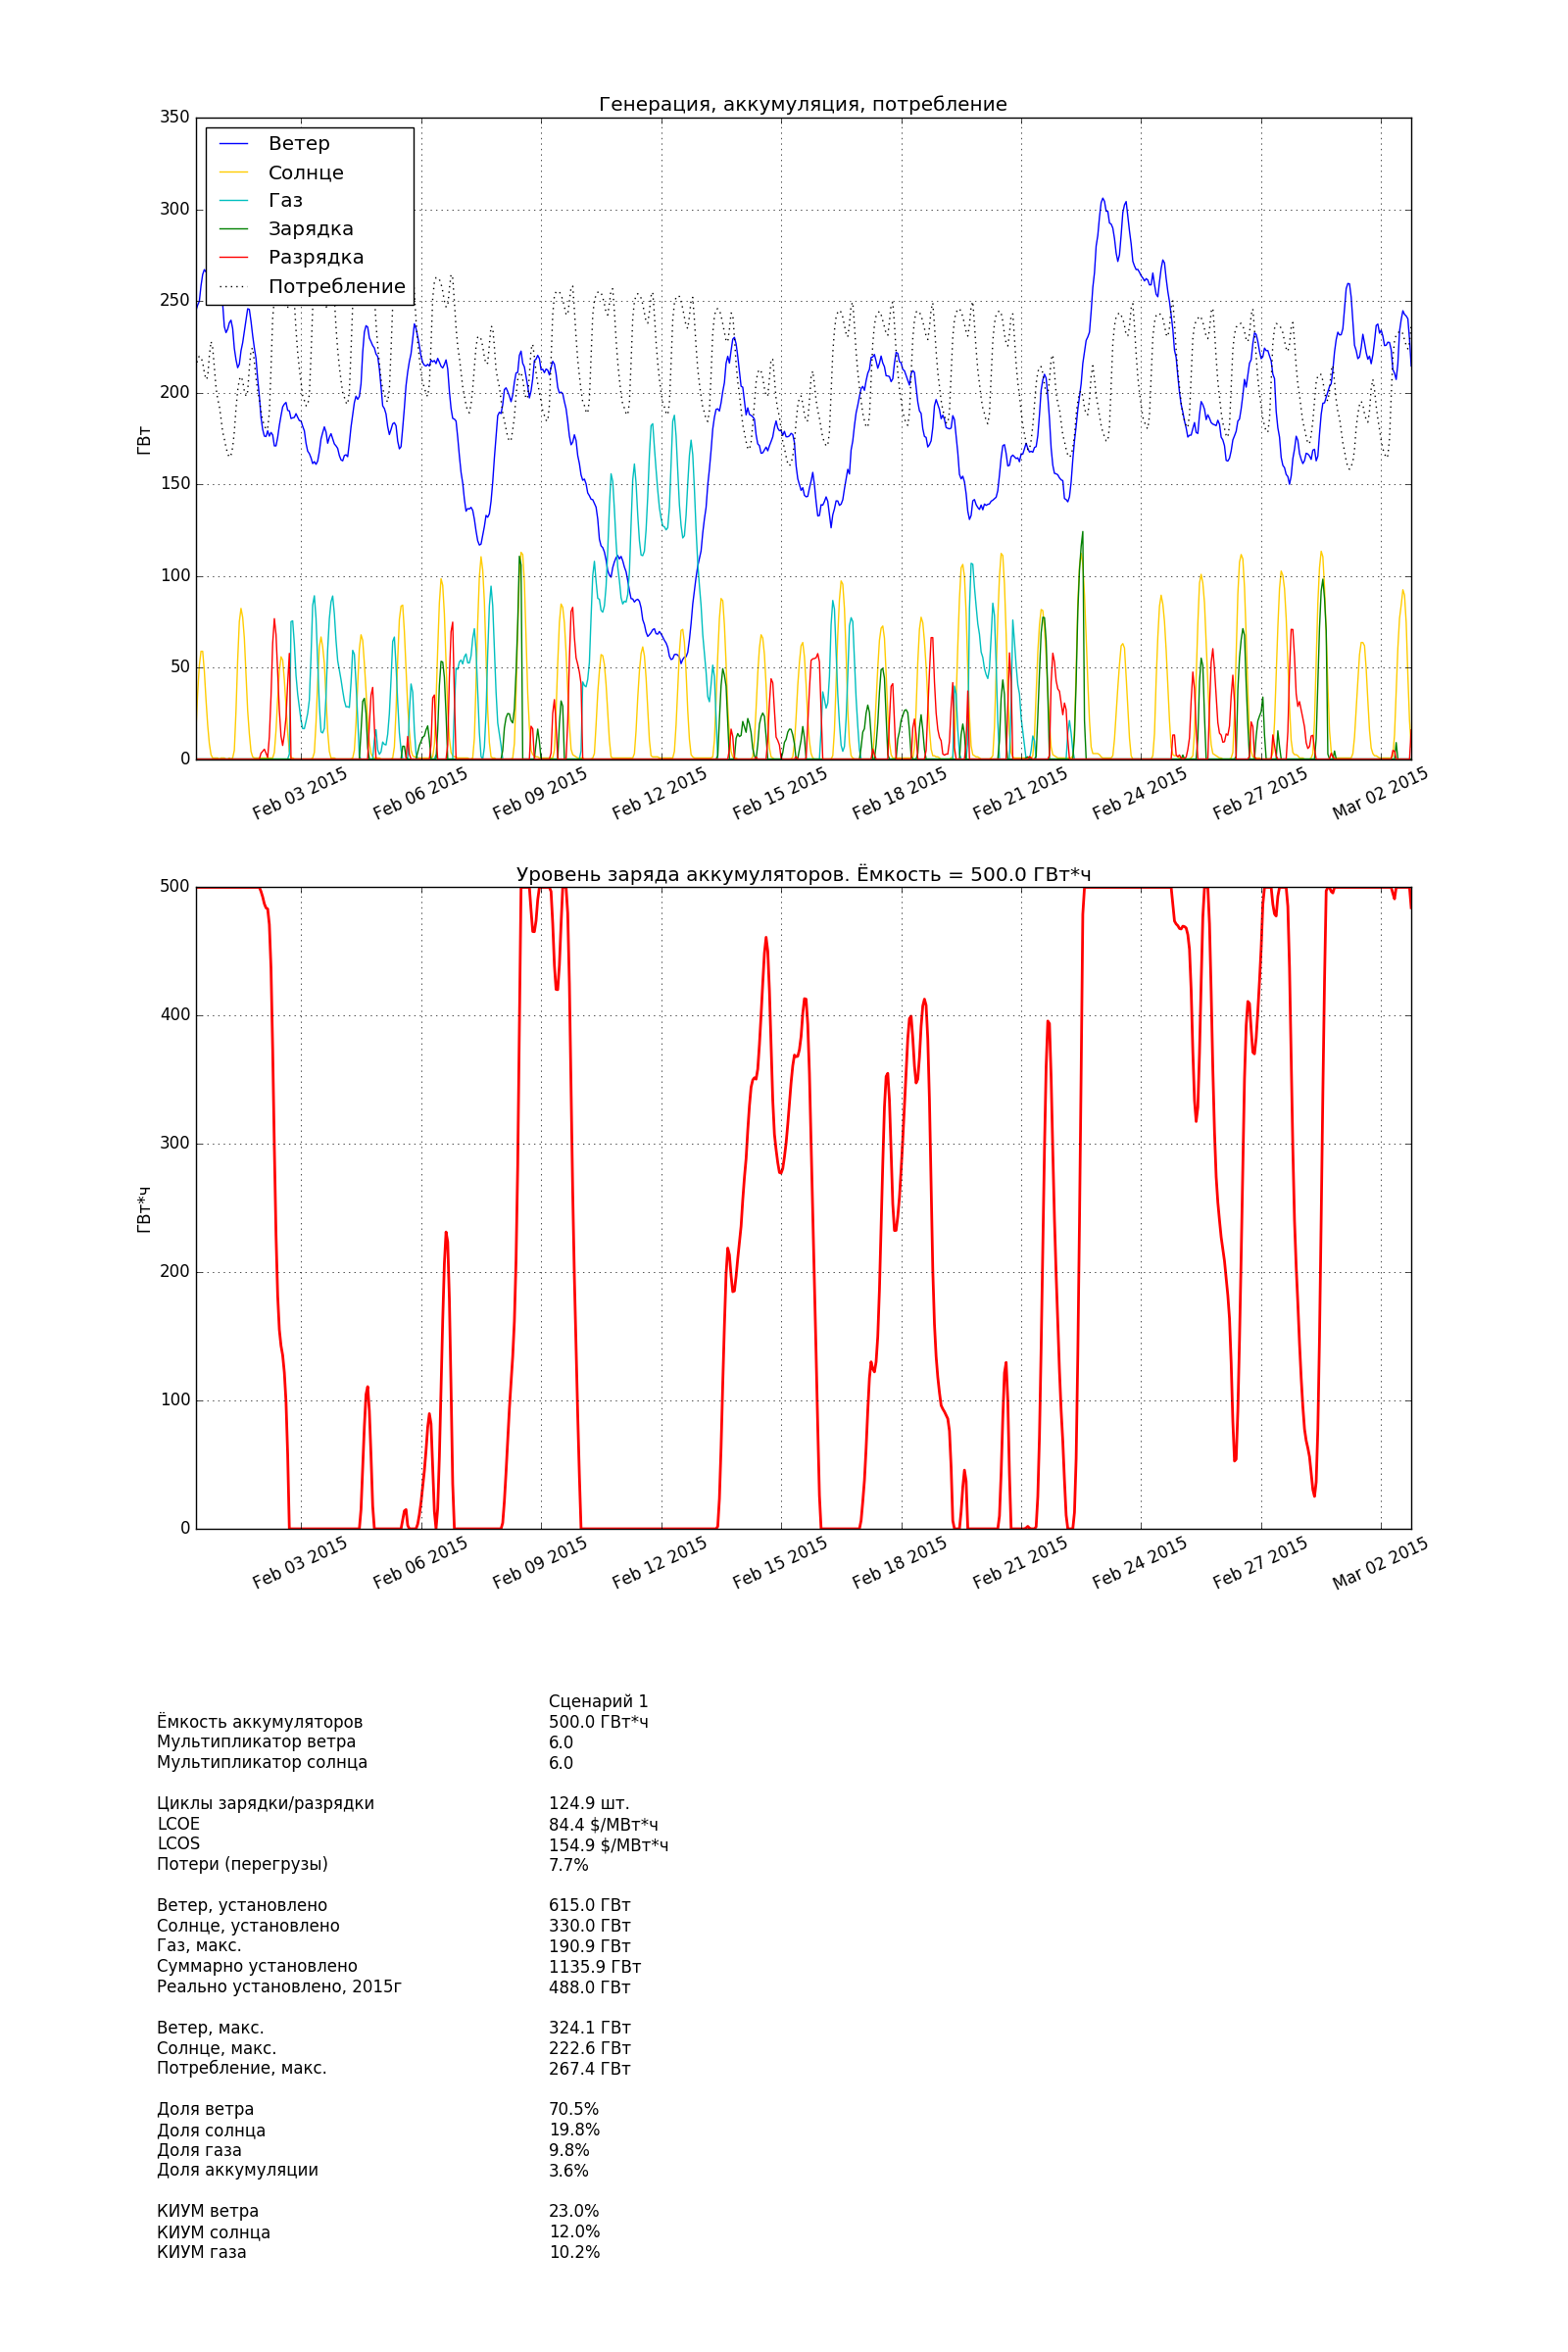 Генерация, аккумуляция, потребление
350
300
250
200
150
100
50
0
ГВт
Ветер
Солнце
Газ
Зарядка
Разрядка
Потребление
Feb 03 2015
Feb 06 2015
Feb 09 2015
Feb 12 2015
Feb 15 2015
Feb 18 2015
Feb 21 2015
Feb 24 2015
Feb 27 2015
Mar 02 2015
Уровень заряда аккумуляторов. Ёмкость = 500.0 ГВт*ч
500
400
300
200
100
0
ГВт*ч
Feb 03 2015
Feb 06 2015
Feb 09 2015
Feb 12 2015
Feb 15 2015
Feb 18 2015
Feb 21 2015
Feb 24 2015
Feb 27 2015
Mar 02 2015
Сценарий 1
Ёмкость аккумуляторов 500.0 ГВт*ч
Мультипликатор ветра 6.0
Мультипликатор солнца 6.0
Циклы зарядки/разрядки 124.9 шт.
LCOE 84.4 $/МВт*ч
LCOS 154.9 $/МВт*ч
Потери (перегрузы) 7.7%
Ветер, установлено 615.0 ГВт
Солнце, установлено 330.0 ГВт
Газ, макс. 190.9 ГВт
Суммарно установлено 1135.9 ГВт
Реально установлено, 2015г 488.0 ГВт
Ветер, макс. 324.1 ГВт
Солнце, макс. 222.6 ГВт
Потребление, макс. 267.4 ГВт
Доля ветра 70.5%
Доля солнца 19.8%
Доля газа 9.8%
Доля аккумуляции 3.6%
КИУМ ветра 23.0%
КИУМ солнца 12.0%
КИУМ газа 10.2%